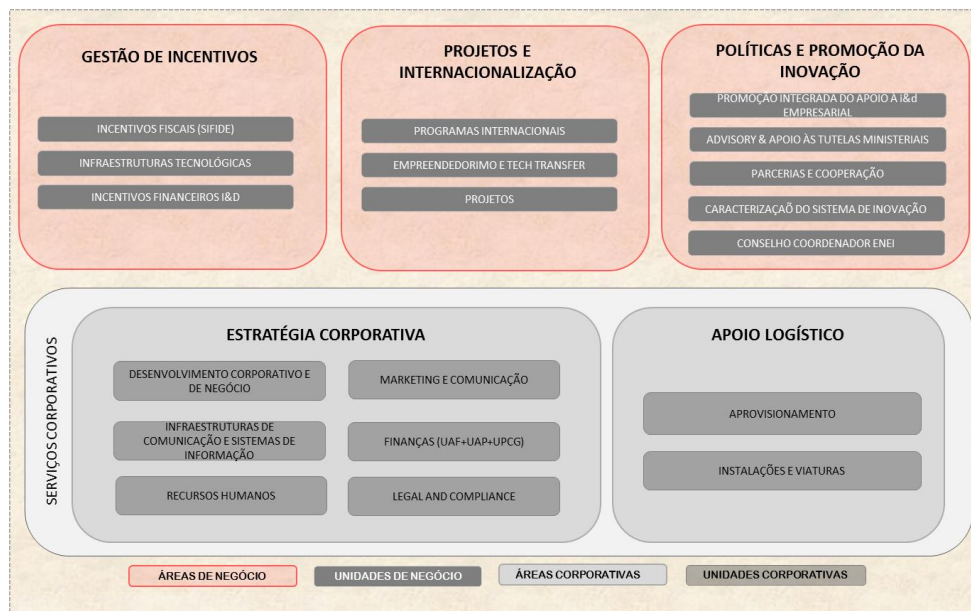 GESTÃO DE INCENTIVOS
INCENTIVOS FISCAIS (SIFIDE)
INFRAESTRUTURAS TECNOLÓGICAS
INCENTIVOS FINANCEIROS I&D
PROJETOS E
INTERNACIONALIZAÇÃO
PROGRAMAS INTERNACIONAIS
EMPREENDEDORIMO E TECH TRANSFER
PROJETOS
POLÍTICAS E PROMOÇÃO DA
INOVAÇÃO
PROMOÇÃO INTEGRADA DO APOIO À i&d
EMPRESARIAL
ADVISORY & APOIO ÀS TUTELAS MINISTERIAIS
PARCERIAS E COOPERAÇÃO
CARACTERIZAÇAÕ DO SISTEMA DE INOVAÇÃO
CONSELHO COORDENADOR ENEI
SERVIÇOS CORPORATIVOS
ESTRATÉGIA CORPORATIVA
DESENVOLVIMENTO CORPORATIVO E
DE NEGÓCIO
MARKETING E COMUNICAÇÃO
INFRAESTRUTURAS DE
COMUNICAÇÃO E SISTEMAS DE
INFORMAÇÃO
FINANÇAS (UAF+UAP+UPCG)
RECURSOS HUMANOS
LEGAL AND COMPLIANCE
APOIO LOGÍSTICO
APROVISIONAMENTO
INSTALAÇÕES E VIATURAS
ÁREAS DE NEGÓCIO
UNIDADES DE NEGÓCIO
ÁREAS CORPORATIVAS
UNIDADES CORPORATIVAS